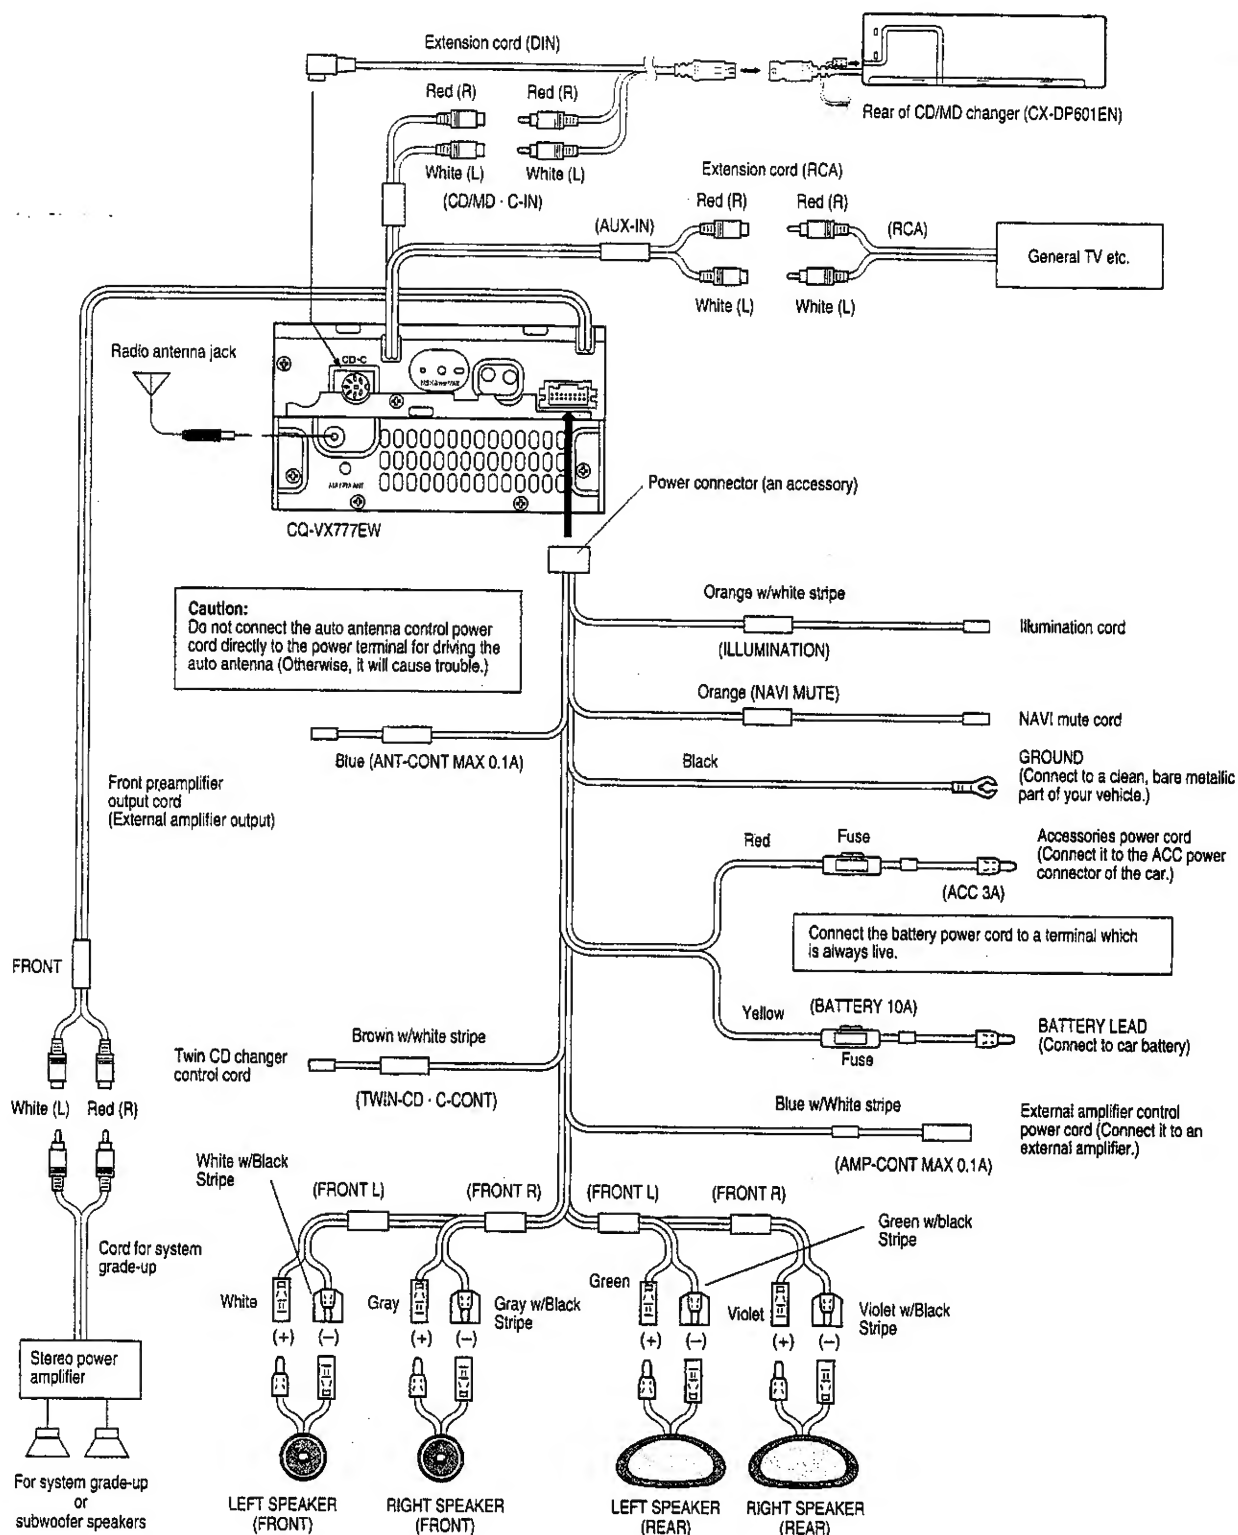 Extension cord (DIN)
Red (R)
Red (R)
White (L)
White (L)
(CD/MD · C-IN)
Rear of CD/MD changer (CX-DP601EN)
Extension cord (RCA)
Red (R)
Red (R)
(AUX-IN)
(RCA)
General TV etc.
White (L)
White (L)
Radio antenna jack
CD·C
AM/FM ANT
CQ-VX777EW
Power connector (an accessory)
Caution:
Do not connect the auto antenna control power
cord directly to the power terminal for driving the
auto antenna (Otherwise, it will cause trouble.)
Orange w/white stripe
(ILLUMINATION)
Illumination cord
Orange (NAVI MUTE)
NAVI mute cord
Blue (ANT-CONT MAX 0.1A)
Black
GROUND
(Connect to a clean, bare metallic
part of your vehicle.)
Front preamplifier
output cord
(External amplifier output)
Red
Fuse
(ACC 3A)
Accessories power cord
(Connect it to the ACC power
connector of the car.)
Connect the battery power cord to a terminal which
is always live.
FRONT
Yellow
(BATTERY 10A)
Fuse
BATTERY LEAD
(Connect to car battery)
Brown w/white stripe
Twin CD changer
control cord
(TWIN-CD · C-CONT)
White (L)
Red (R)
Blue w/White stripe
(AMP-CONT MAX 0.1A)
External amplifier control
power cord (Connect it to an
external amplifier.)
White w/Black
Stripe
(FRONT L)
(FRONT R)
(FRONT L)
(FRONT R)
Green w/black
Stripe
Cord for system
grade-up
White
Gray
Gray w/Black
Stripe
Green
Violet
Violet w/Black
Stripe
(+)
(−)
(+)
(−)
(+)
(−)
(+)
(−)
Stereo power
amplifier
For system grade-up
or
subwoofer speakers
LEFT SPEAKER
(FRONT)
RIGHT SPEAKER
(FRONT)
LEFT SPEAKER
(REAR)
RIGHT SPEAKER
(REAR)